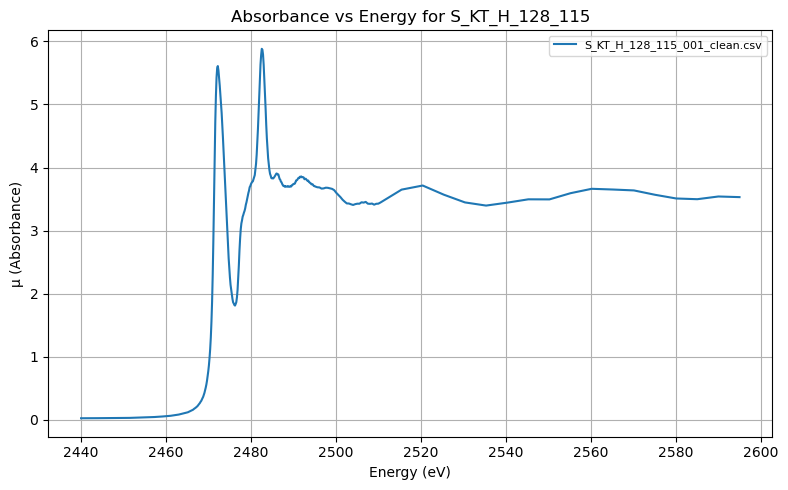 Absorbance vs Energy for S_KT_H_128_115
S_KT_H_128_115_001_clean.csv
6
5
4
3
2
1
0
μ (Absorbance)
2440 2460 2480 2500 2520 2540 2560 2580 2600
Energy (eV)